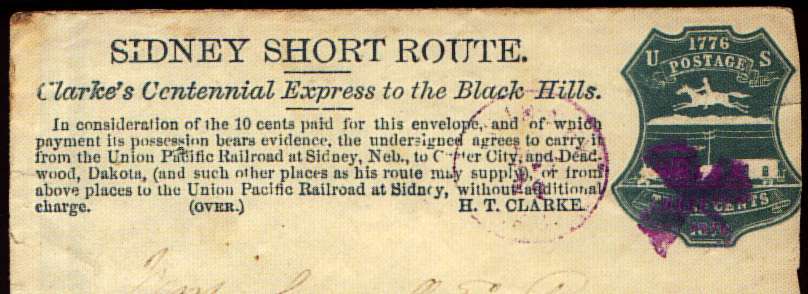 SIDNEY SHORT ROUTE.
Clarke's Centennial Express to the Black Hills.
In consideration of the 10 cents paid for this envelope, and of which
payment its possession bears evidence, the undersigned agrees to carry it
from the Union Pacific Railroad at Sidney, Neb., to Custer City, and Dead-
wood, Dakota, (and such other places as his route may supply), or from
above places to the Union Pacific Railroad at Sidney, without additional
charge. (OVER.) H. T. CLARKE.
1776
U POSTAGE S
THREE CENTS
1876